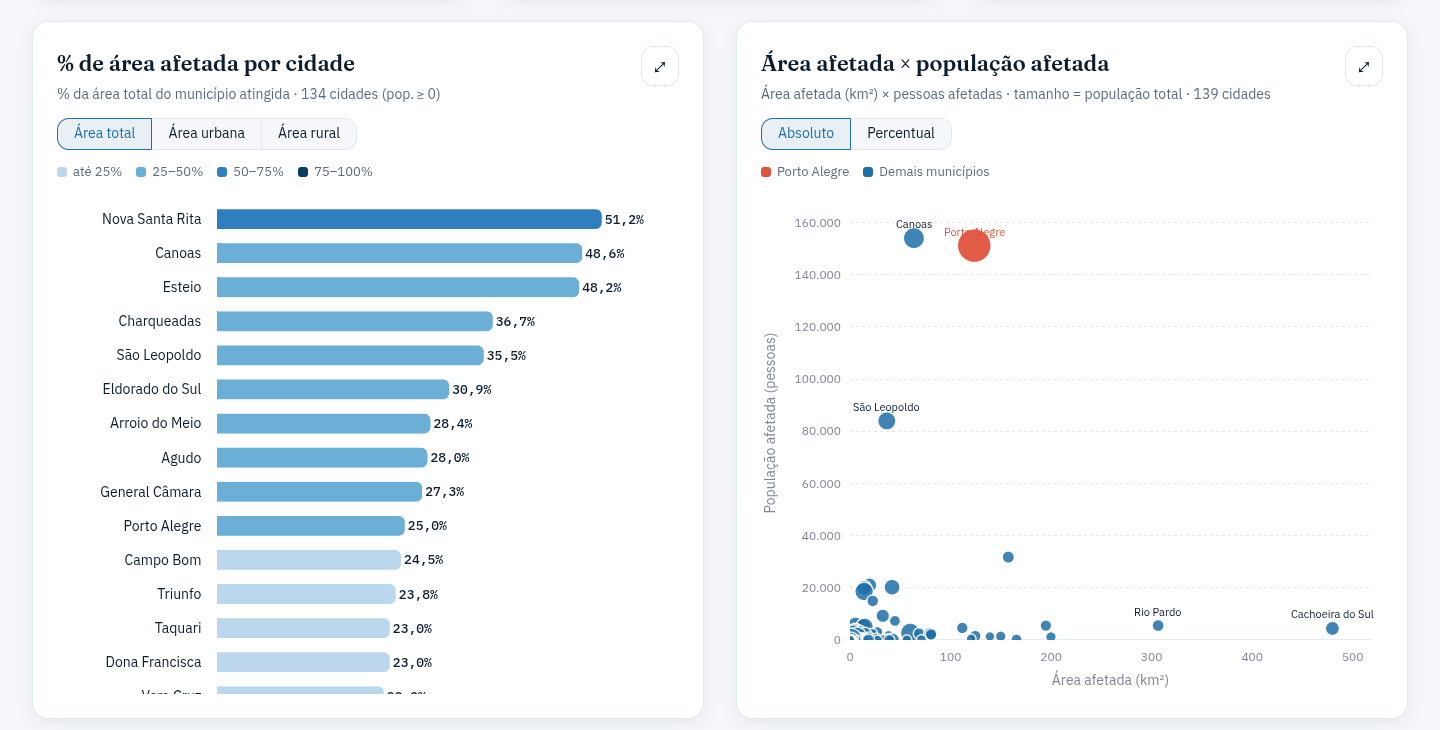 % de área afetada por cidade
% da área total do município atingida · 134 cidades (pop. ≥ 0)
Área total Área urbana Área rural
até 25% 25–50% 50–75% 75–100%
Nova Santa Rita 51,2%
Canoas 48,6%
Esteio 48,2%
Charqueadas 36,7%
São Leopoldo 35,5%
Eldorado do Sul 30,9%
Arroio do Meio 28,4%
Agudo 28,0%
General Câmara 27,3%
Porto Alegre 25,0%
Campo Bom 24,5%
Triunfo 23,8%
Taquari 23,0%
Dona Francisca 23,0%
Vera Cruz
Área afetada × população afetada
Área afetada (km²) × pessoas afetadas · tamanho = população total · 139 cidades
Absoluto Percentual
Porto Alegre Demais municípios
População afetada (pessoas)
160.000
140.000
120.000
100.000
80.000
60.000
40.000
20.000
0
Canoas
Porto Alegre
São Leopoldo
Rio Pardo
Cachoeira do Sul
0 100 200 300 400 500
Área afetada (km²)